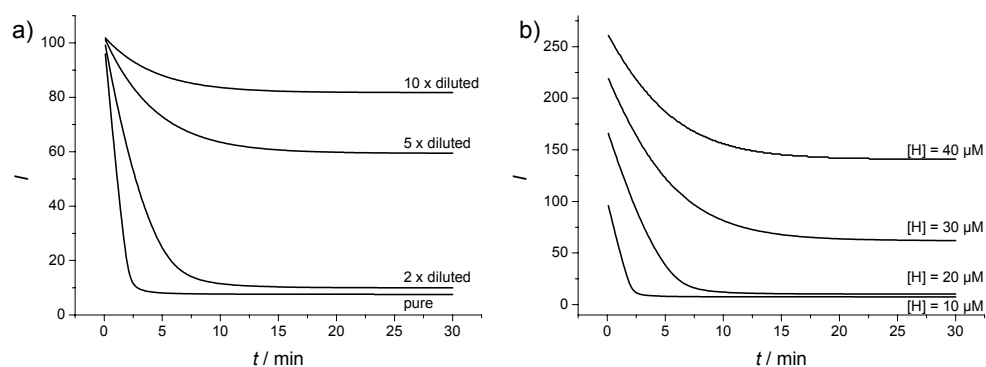 a)
I
100
80
60
40
20
0
10 x diluted
5 x diluted
2 x diluted
pure
0 5 10 15 20 25 30
t / min
b)
I
250
200
150
100
50
0
[H] = 40 µM
[H] = 30 µM
[H] = 20 µM
[H] = 10 µM
0 5 10 15 20 25 30
t / min